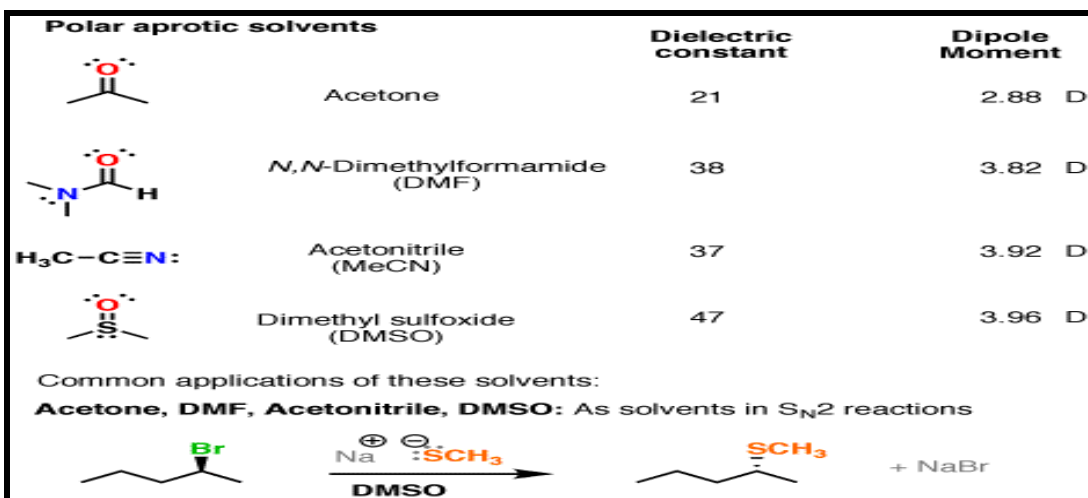 Polar aprotic solvents
Dielectric constant
Dipole Moment
O
Acetone 21 2.88 D
O
N H
N,N-Dimethylformamide (DMF) 38 3.82 D
H₃C–C≡N:
Acetonitrile (MeCN) 37 3.92 D
O
S
Dimethyl sulfoxide (DMSO) 47 3.96 D
Common applications of these solvents:
Acetone, DMF, Acetonitrile, DMSO: As solvents in SN2 reactions
Br
Na⊕ ⊖:SCH₃
DMSO
SCH₃
+ NaBr